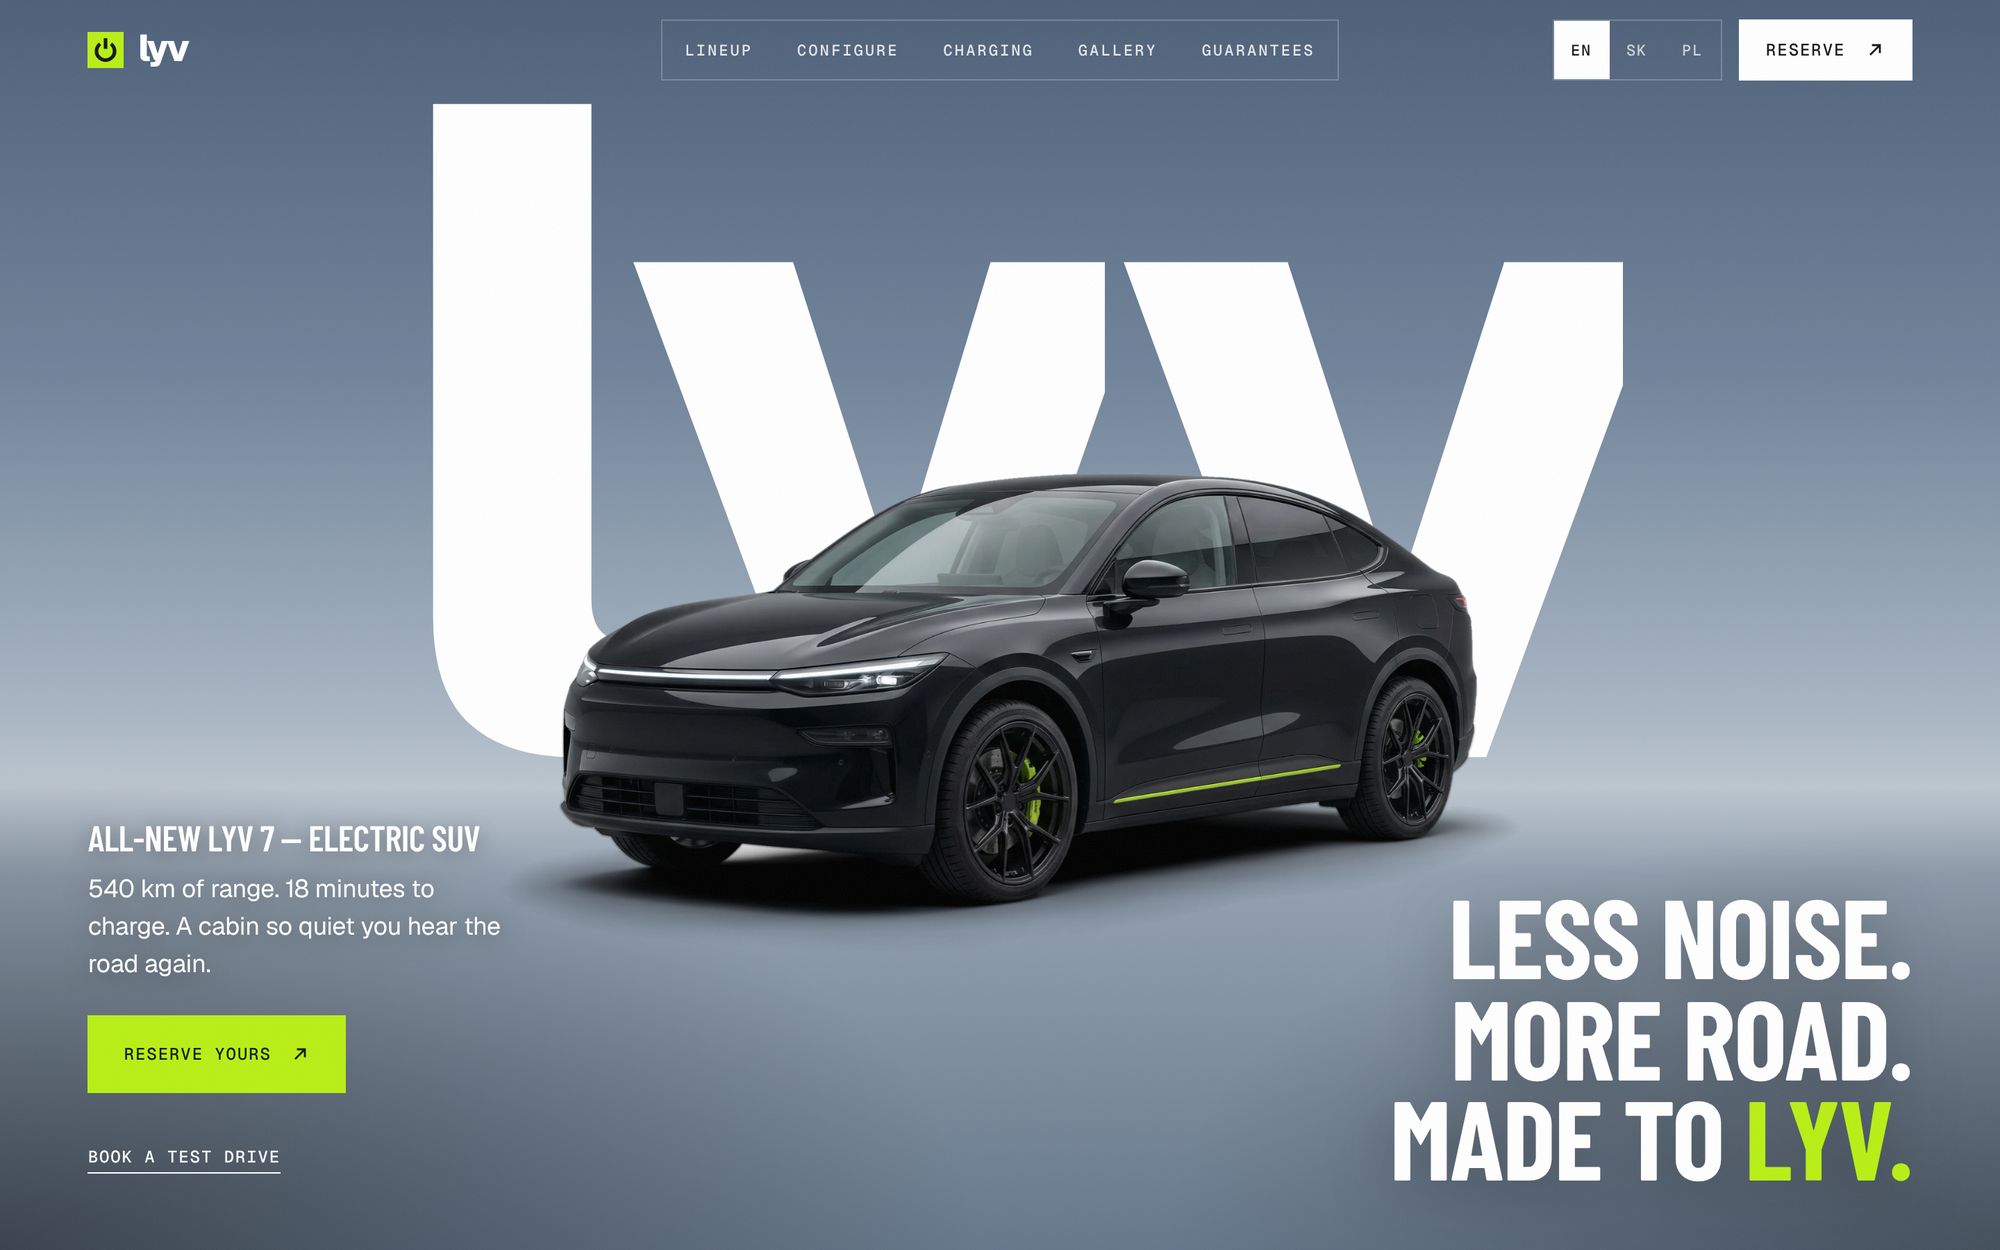 lyv
LINEUP CONFIGURE CHARGING GALLERY GUARANTEES
EN SK PL
RESERVE
lyv
ALL-NEW LYV 7 — ELECTRIC SUV
540 km of range. 18 minutes to
charge. A cabin so quiet you hear the
road again.
RESERVE YOURS
BOOK A TEST DRIVE
LESS NOISE.
MORE ROAD.
MADE TO LYV.